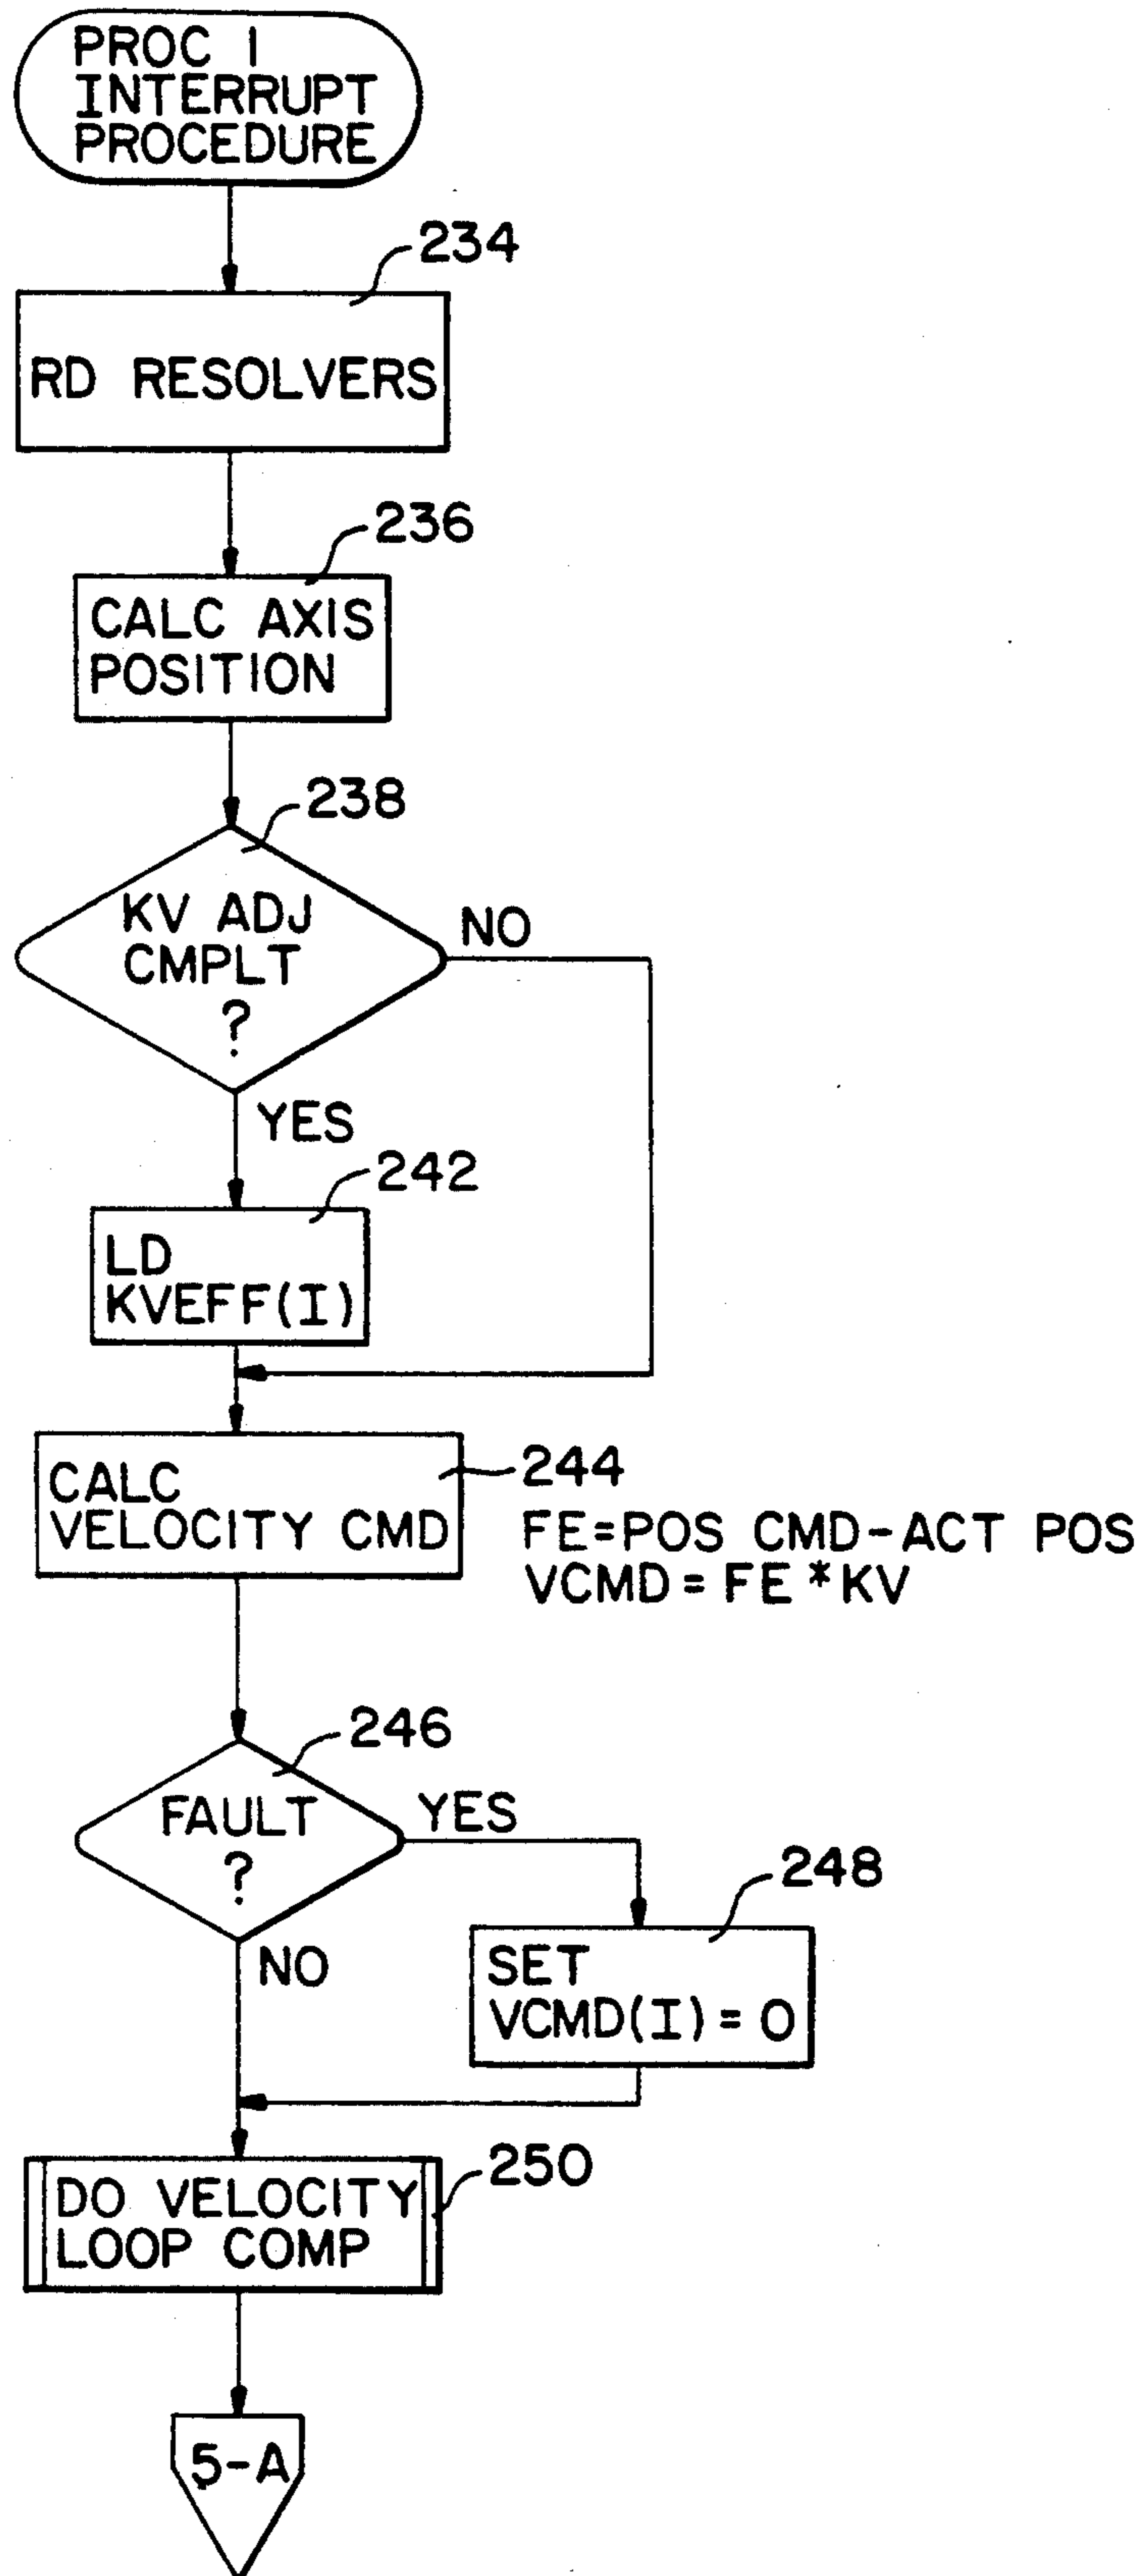 PROC 1
INTERRUPT
PROCEDURE
234
RD RESOLVERS
236
CALC AXIS
POSITION
238
KV ADJ
CMPLT
?
NO
YES
242
LD
KVEFF(I)
CALC
VELOCITY CMD
244
FE=POS CMD-ACT POS
VCMD = FE * KV
246
FAULT
?
YES
NO
248
SET
VCMD(I) = 0
250
DO VELOCITY
LOOP COMP
5-A